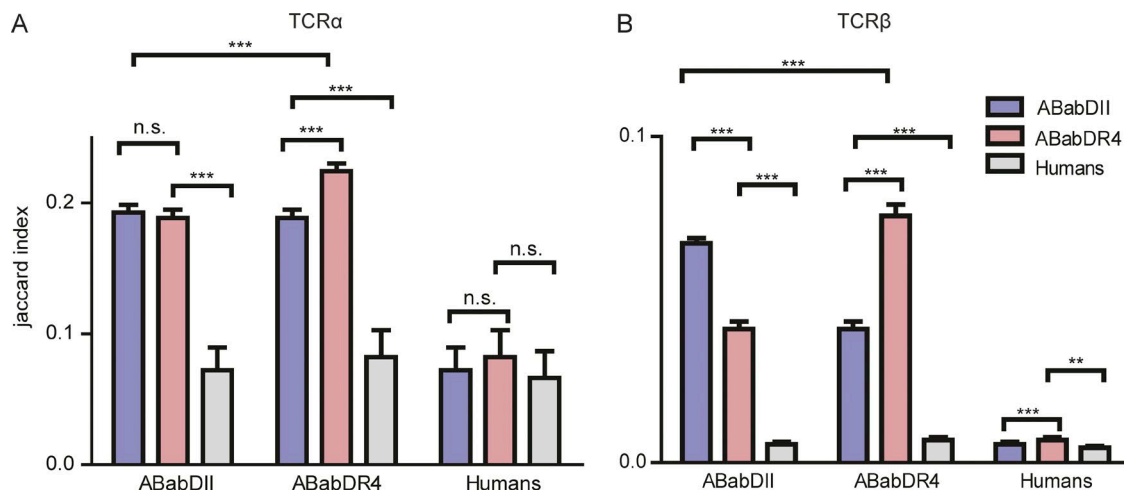 A
TCRα
***
***
n.s.
***
***
n.s.
n.s.
0.2
0.1
0.0
jaccard index
ABabDII
ABabDR4
Humans
B
TCRβ
***
***
***
***
***
**
***
0.1
0.0
ABabDII
ABabDR4
Humans
ABabDII
ABabDR4
Humans